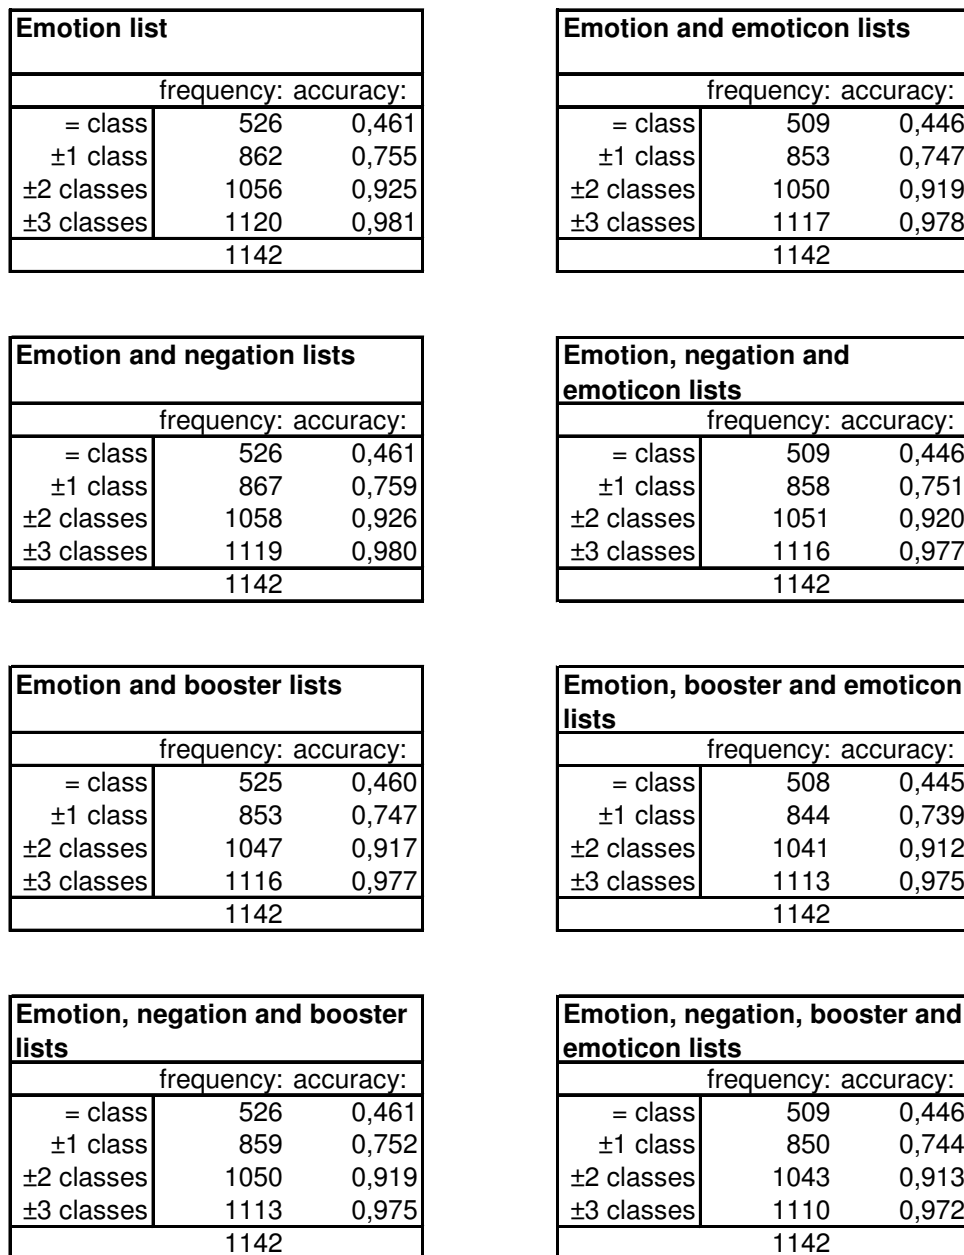 Emotion list
frequency: accuracy:
= class 526 0,461
±1 class 862 0,755
±2 classes 1056 0,925
±3 classes 1120 0,981
1142
Emotion and emoticon lists
frequency: accuracy:
= class 509 0,446
±1 class 853 0,747
±2 classes 1050 0,919
±3 classes 1117 0,978
1142
Emotion and negation lists
frequency: accuracy:
= class 526 0,461
±1 class 867 0,759
±2 classes 1058 0,926
±3 classes 1119 0,980
1142
Emotion, negation and
emoticon lists
frequency: accuracy:
= class 509 0,446
±1 class 858 0,751
±2 classes 1051 0,920
±3 classes 1116 0,977
1142
Emotion and booster lists
frequency: accuracy:
= class 525 0,460
±1 class 853 0,747
±2 classes 1047 0,917
±3 classes 1116 0,977
1142
Emotion, booster and emoticon
lists
frequency: accuracy:
= class 508 0,445
±1 class 844 0,739
±2 classes 1041 0,912
±3 classes 1113 0,975
1142
Emotion, negation and booster
lists
frequency: accuracy:
= class 526 0,461
±1 class 859 0,752
±2 classes 1050 0,919
±3 classes 1113 0,975
1142
Emotion, negation, booster and
emoticon lists
frequency: accuracy:
= class 509 0,446
±1 class 850 0,744
±2 classes 1043 0,913
±3 classes 1110 0,972
1142